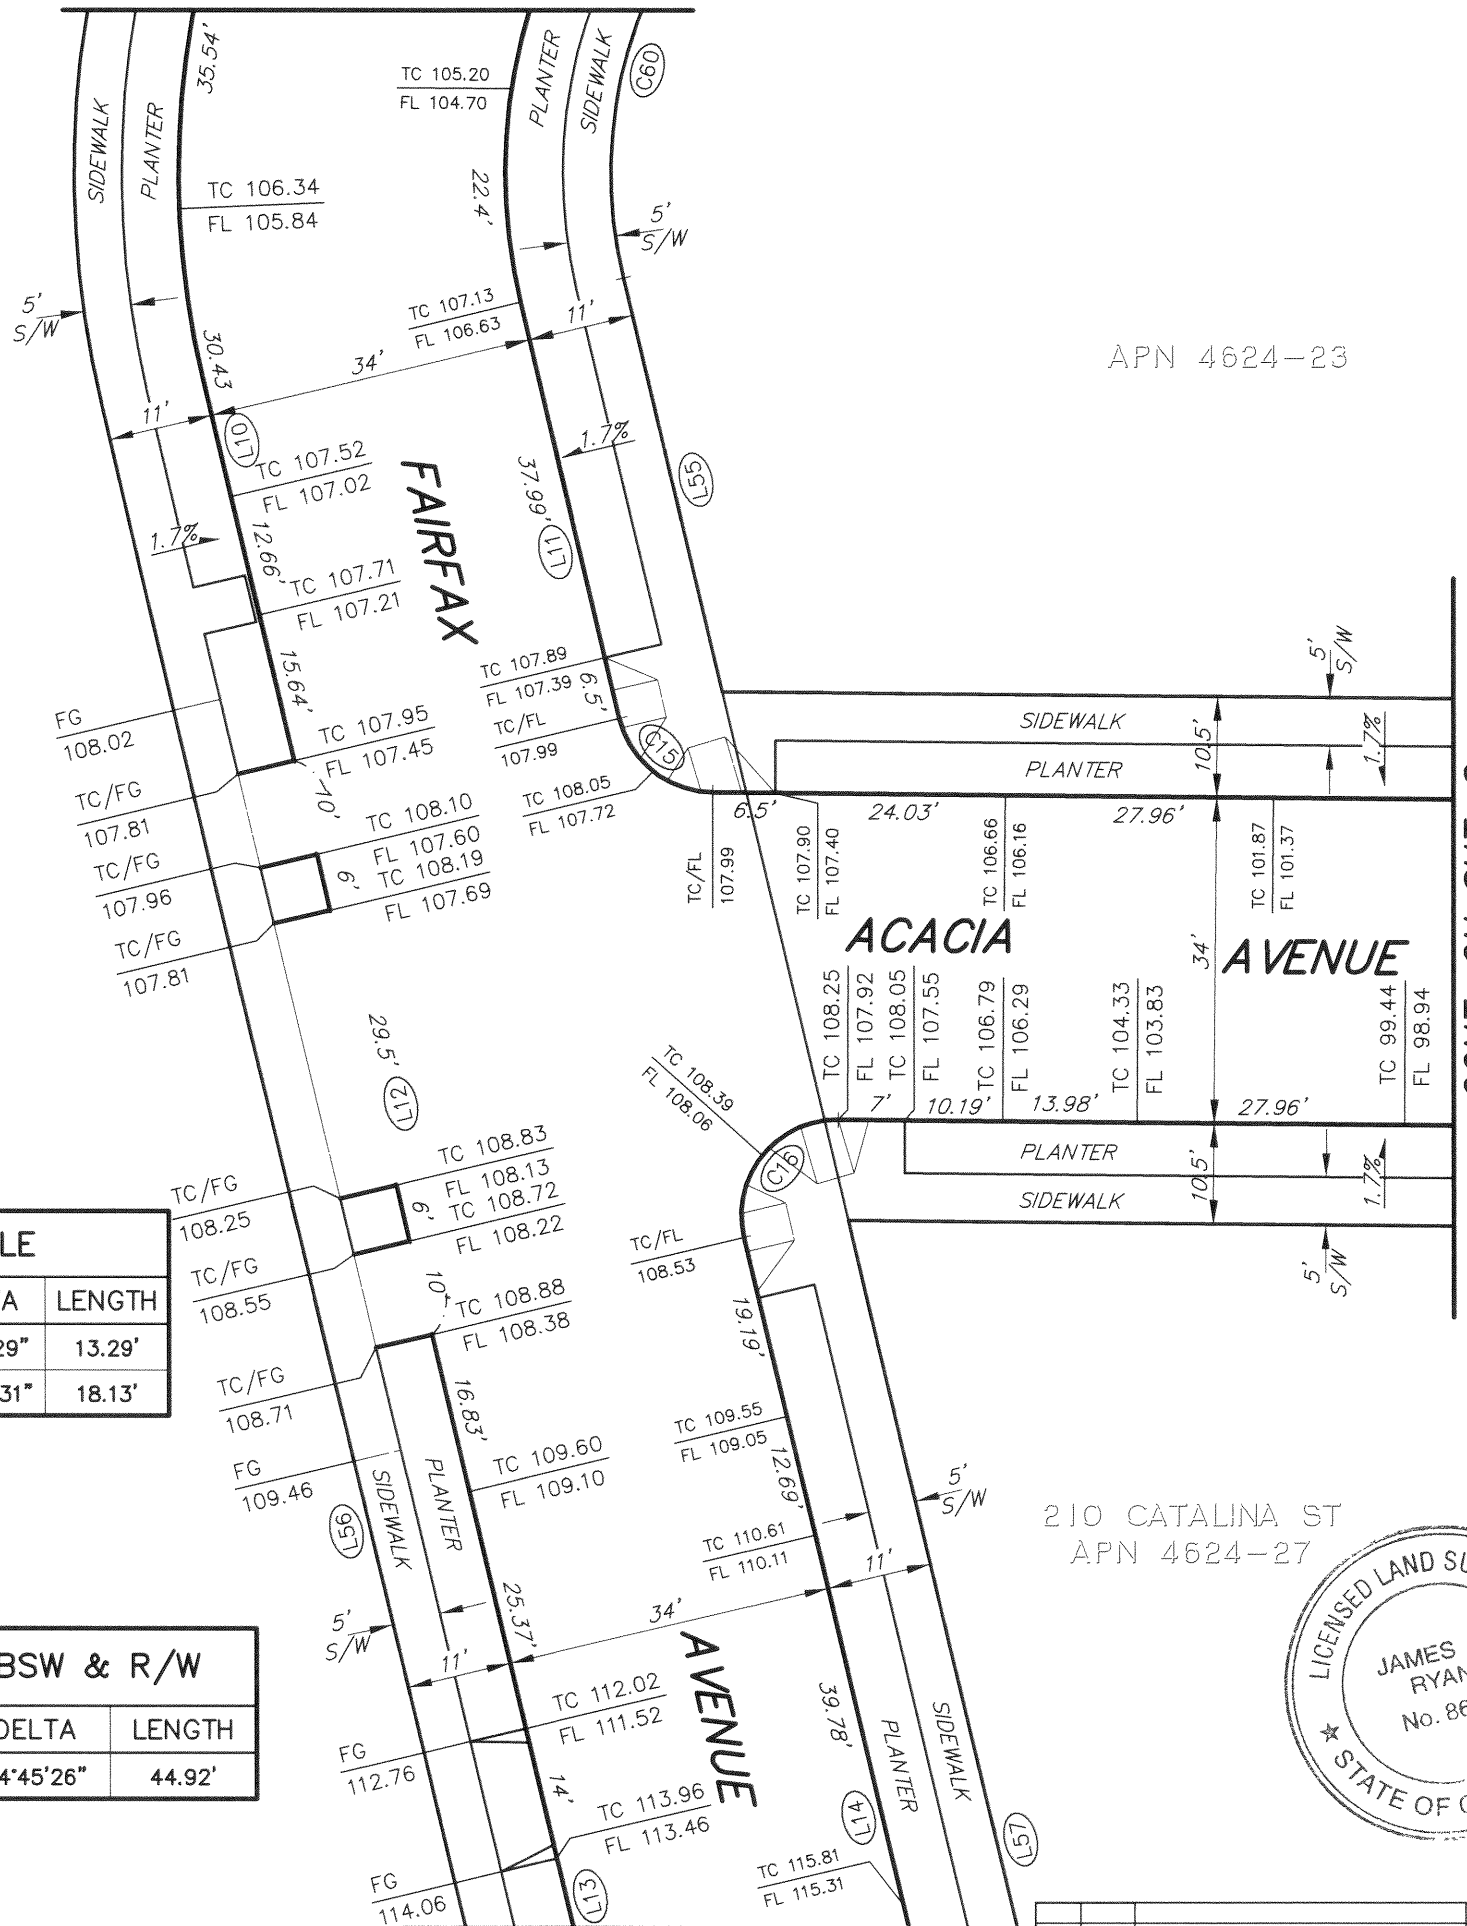 35.54'
SIDEWALK
PLANTER
PLANTER
SIDEWALK
C60
TC 105.20
FL 104.70
TC 106.34
FL 105.84
22.4'
5'
S/W
5'
S/W
TC 107.13
FL 106.63
11'
30.43
34'
11'
L10
1.7%
1.7%
TC 107.52
FL 107.02
FAIRFAX
37.99'
L11
L55
APN 4624-23
12.66'
TC 107.71
FL 107.21
15.64'
TC 107.89
FL 107.39
6.5'
TC/FL
107.99
C15
FG
108.02
TC 107.95
FL 107.45
10'
TC/FG
107.81
TC 108.10
FL 107.60
TC 108.05
FL 107.72
TC/FG
107.96
6'
TC 108.19
FL 107.69
TC/FG
107.81
5'
S/W
SIDEWALK
PLANTER
10.5'
1.7%
6.5'
24.03'
27.96'
TC/FL
107.99
TC 107.90
FL 107.40
TC 106.66
FL 106.16
TC 101.87
FL 101.37
ACACIA
34'
AVENUE
TC 108.25
FL 107.92
TC 108.05
FL 107.55
TC 106.79
FL 106.29
TC 104.33
FL 103.83
TC 99.44
FL 98.94
7'
10.19'
13.98'
27.96'
29.5'
L12
TC 108.39
FL 108.06
C16
PLANTER
SIDEWALK
10.5'
1.7%
5'
S/W
TC 108.83
FL 108.13
TC/FG
108.25
6'
TC 108.72
FL 108.22
TC/FL
108.53
TC/FG
108.55
10'
TC 108.88
FL 108.38
19.19'
LE
A LENGTH
29" 13.29'
31" 18.13'
TC/FG
108.71
16.83'
TC 109.60
FL 109.10
TC 109.55
FL 109.05
12.69'
FG
109.46
SIDEWALK
PLANTER
L56
5'
S/W
TC 110.61
FL 110.11
11'
210 CATALINA ST
APN 4624-27
LICENSED LAND SU
JAMES
RYAN
No. 86
★ STATE OF C
5'
S/W
25.37'
34'
11'
AVENUE
BSW & R/W
DELTA LENGTH
4°45'26" 44.92'
TC 112.02
FL 111.52
39.78'
PLANTER
SIDEWALK
FG
112.76
14'
TC 113.96
FL 113.46
L14
L57
TC 115.81
FL 115.31
FG
114.06
L13